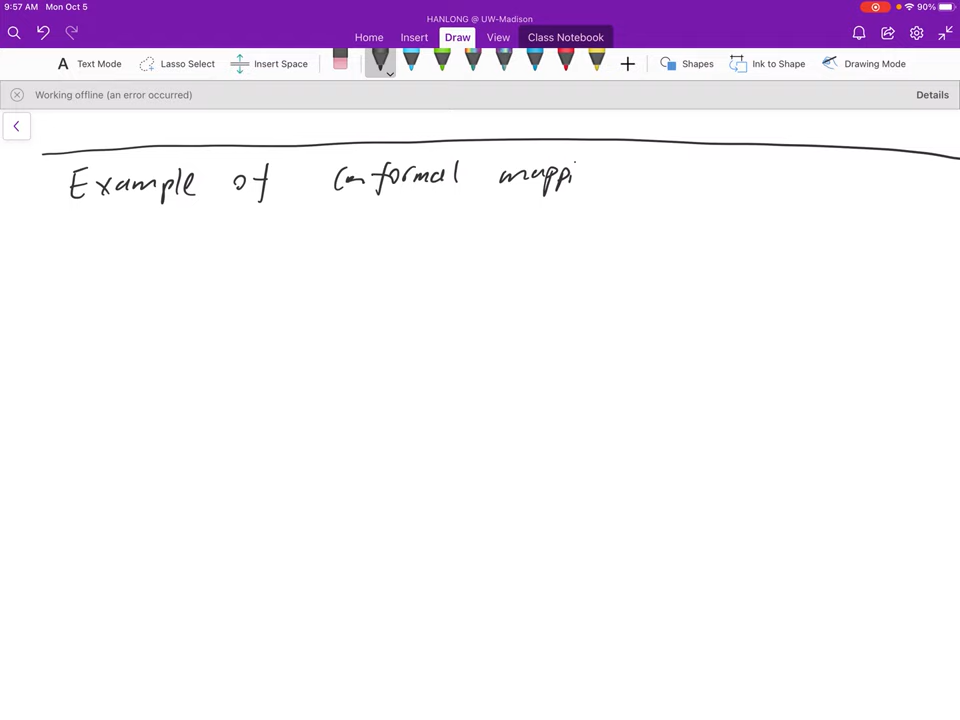 9:57 AM Mon Oct 5 90%
HANLONG @ UW-Madison
Home Insert Draw View Class Notebook
A Text Mode Lasso Select Insert Space Shapes Ink to Shape Drawing Mode
Working offline (an error occurred) Details
Example of conformal mappi